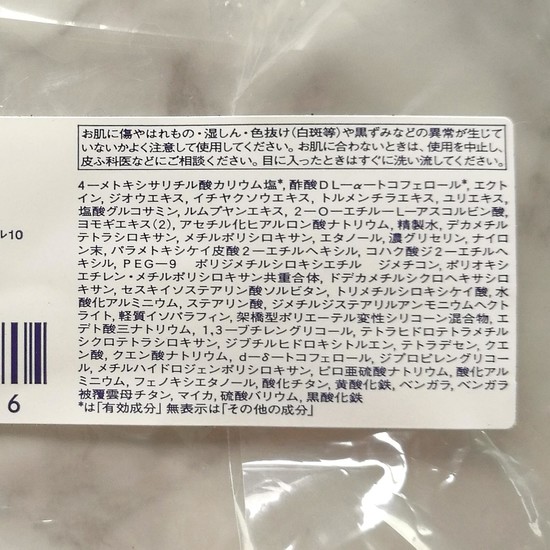 お肌に傷やはれもの・湿しん・色抜け(白斑等)や黒ずみなどの異常が生じて
いないかよく注意して使用してください。お肌に合わないときは、使用を中止し、
皮ふ科医などにご相談ください。目に入ったときはすぐに洗い流してください。
4ーメトキシサリチル酸カリウム塩*, 酢酸DLーαートコフェロール*, エクト
イン, ジオウエキス, イチヤクソウエキス, トルメンチラエキス, ユリエキス,
塩酸グルコサミン, ルムプヤンエキス, 2ーOーエチルーLーアスコルビン酸,
ヨモギエキス(2), アセチル化ヒアルロン酸ナトリウム, 精製水, デカメチル
テトラシロキサン, メチルポリシロキサン, エタノール, 濃グリセリン, ナイロ
ン末, パラメトキシケイ皮酸2ーエチルヘキシル, コハク酸ジ2ーエチルヘ
キシル, PEGー9 ポリジメチルシロキシエチル ジメチコン, ポリオキシ
エチレン・メチルポリシロキサン共重合体, ドデカメチルシクロヘキサシロ
キサン, セスキイソステアリン酸ソルビタン, トリメチルシロキシケイ酸, 水
酸化アルミニウム, ステアリン酸, ジメチルジステアリルアンモニウムヘクト
ライト, 軽質イソパラフィン, 架橋型ポリエーテル変性シリコーン混合物, エ
デト酸三ナトリウム, 1,3ーブチレングリコール, テトラヒドロテトラメチル
シクロテトラシロキサン, ジブチルヒドロキシトルエン, テトラデセン, クエ
ン酸, クエン酸ナトリウム, dーδートコフェロール, ジプロピレングリコー
ル, メチルハイドロジェンポリシロキサン, ピロ亜硫酸ナトリウム, 酸化アル
ミニウム, フェノキシエタノール, 酸化チタン, 黄酸化鉄, ベンガラ, ベンガラ
被覆雲母チタン, マイカ, 硫酸バリウム, 黒酸化鉄
*は「有効成分」無表示は「その他の成分」
ル10
6